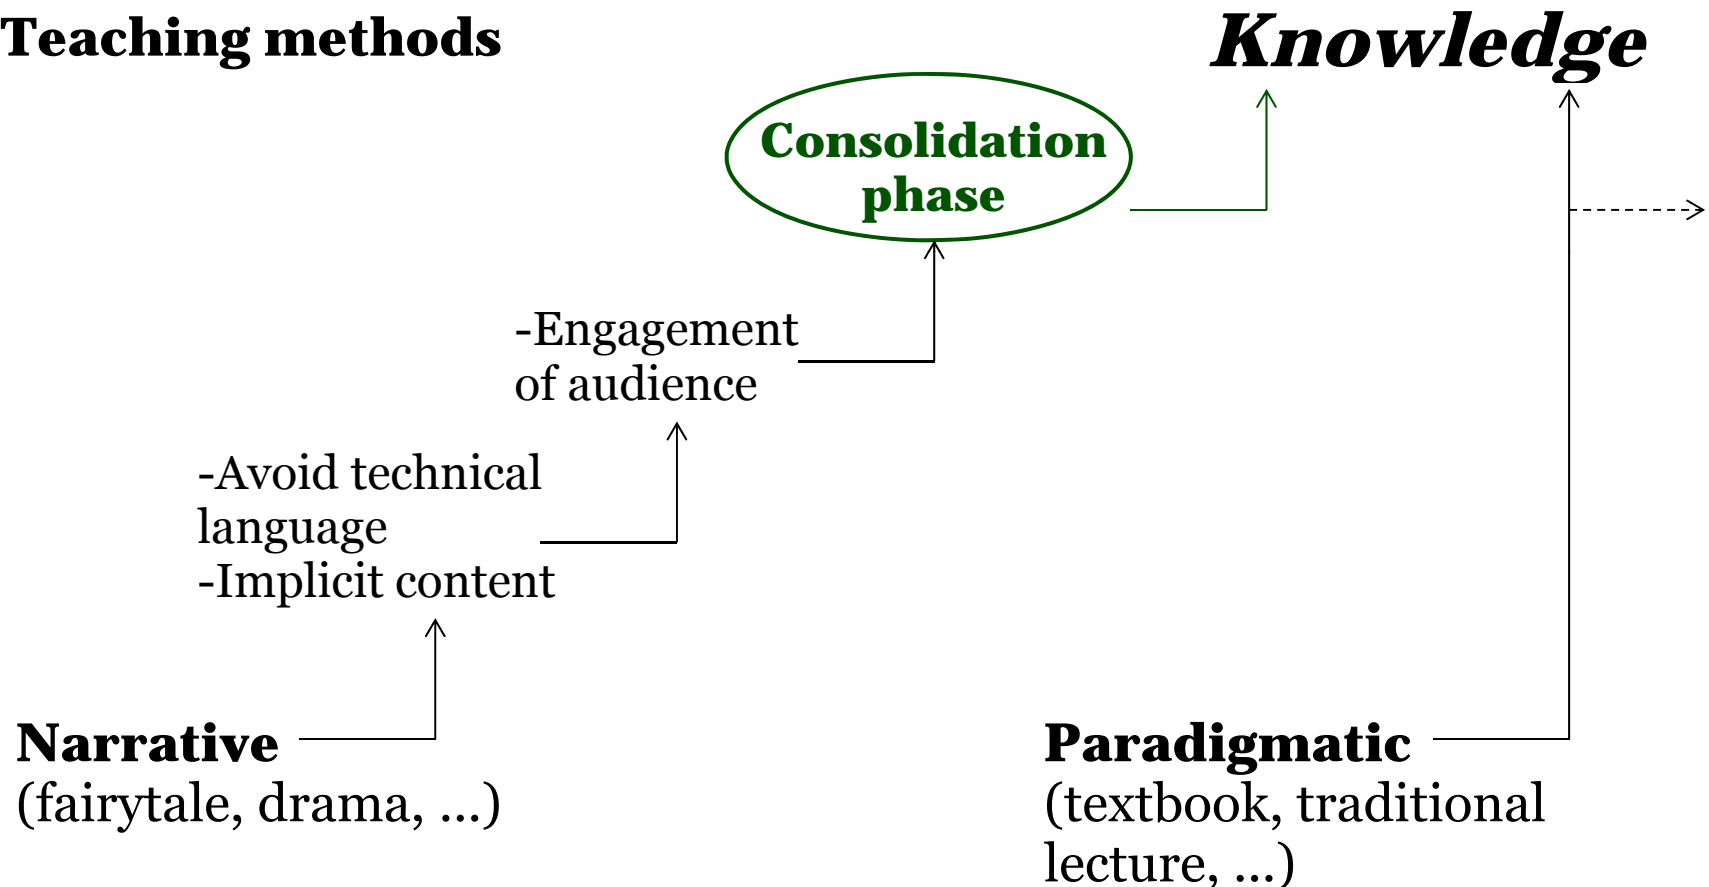 Teaching methods
Knowledge
Consolidation
phase
-Engagement
of audience
-Avoid technical
language
-Implicit content
Narrative
(fairytale, drama, ...)
Paradigmatic
(textbook, traditional
lecture, ...)